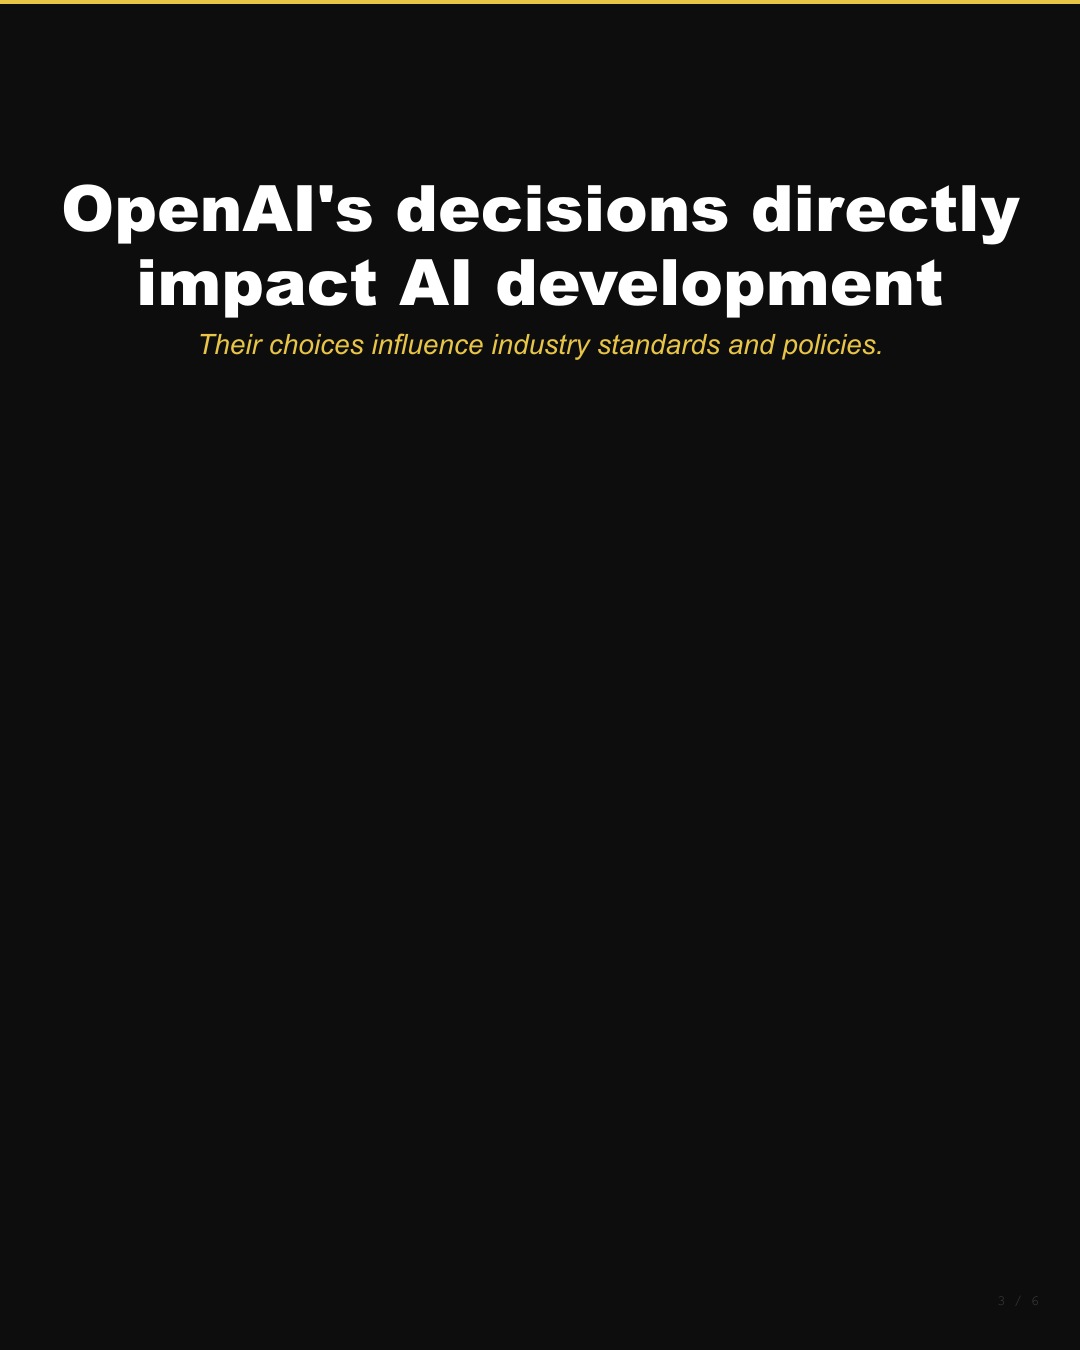 OpenAI's decisions directly
impact AI development
Their choices influence industry standards and policies.
3 / 6